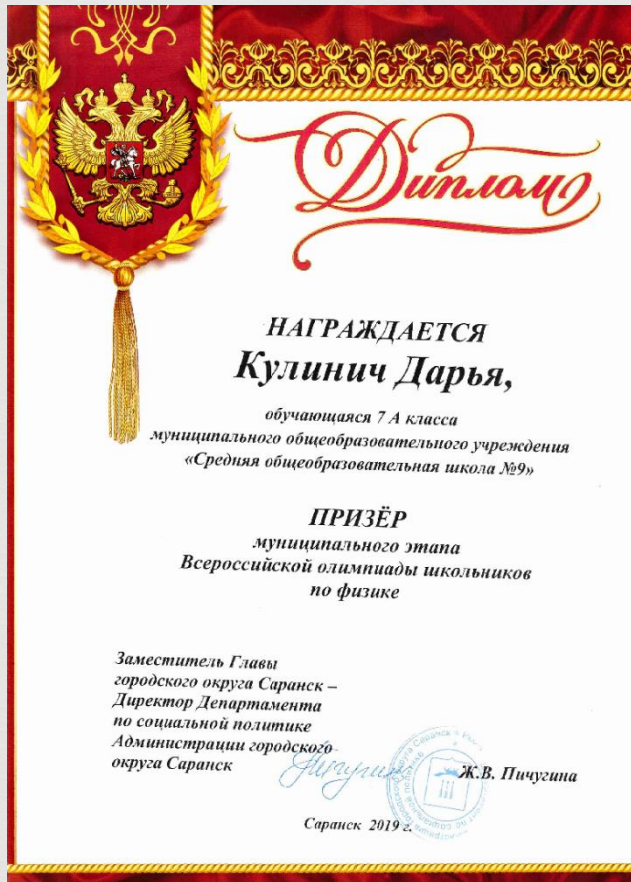 Диплом
НАГРАЖДАЕТСЯ
Кулинич Дарья,
обучающаяся 7 А класса
муниципального общеобразовательного учреждения
«Средняя общеобразовательная школа №9»
ПРИЗЁР
муниципального этапа
Всероссийской олимпиады школьников
по физике
Заместитель Главы
городского округа Саранск –
Директор Департамента
по социальной политике
Администрации городского
округа Саранск
Ж.В. Пичугина
Саранск 2019 г.